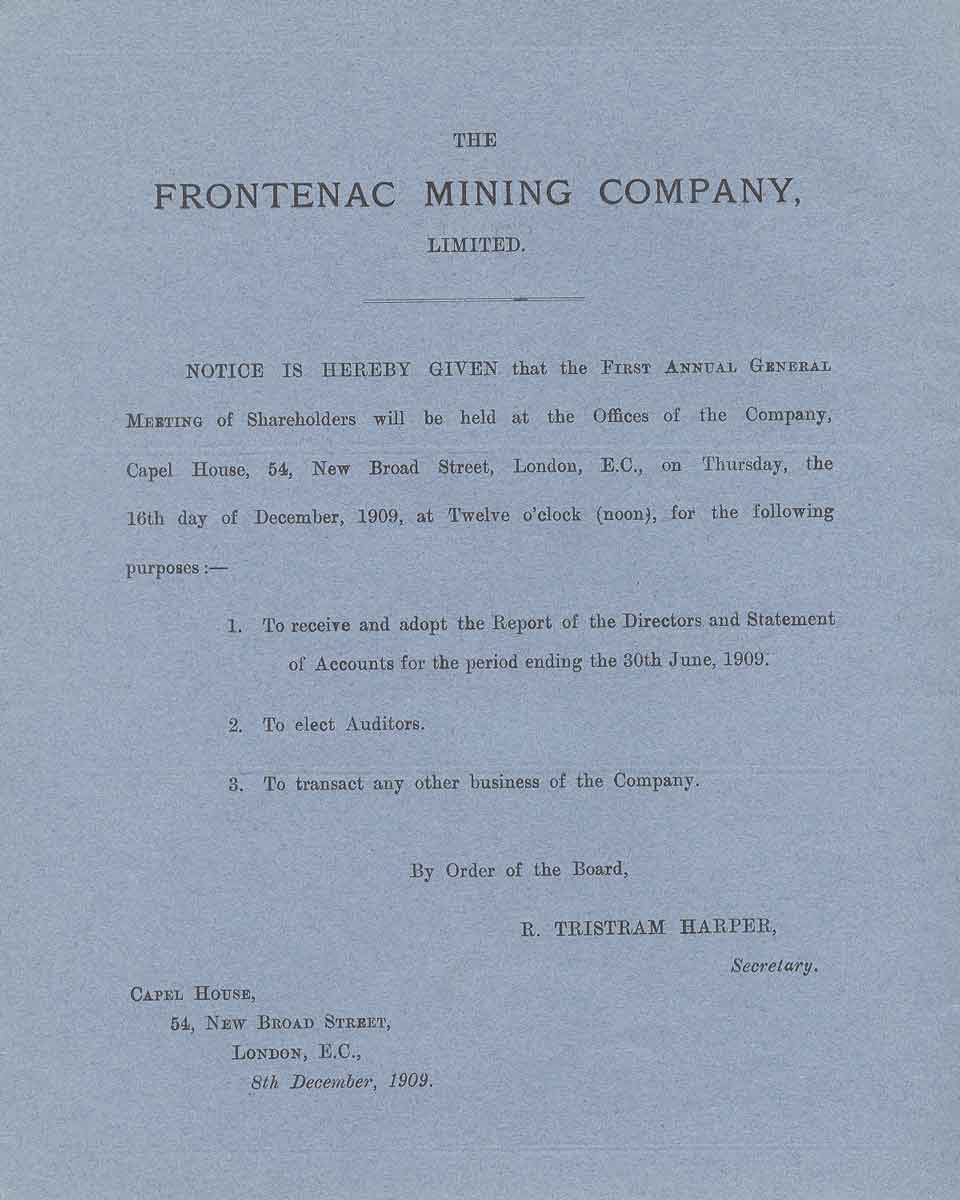 THE
FRONTENAC MINING COMPANY,
LIMITED.
NOTICE IS HEREBY GIVEN that the First Annual General
Meeting of Shareholders will be held at the Offices of the Company,
Capel House, 54, New Broad Street, London, E.C., on Thursday, the
16th day of December, 1909, at Twelve o'clock (noon), for the following
purposes :—
1. To receive and adopt the Report of the Directors and Statement
of Accounts for the period ending the 30th June, 1909.
2. To elect Auditors.
3. To transact any other business of the Company.
By Order of the Board,
R. TRISTRAM HARPER,
Secretary.
Capel House,
54, New Broad Street,
London, E.C.,
8th December, 1909.